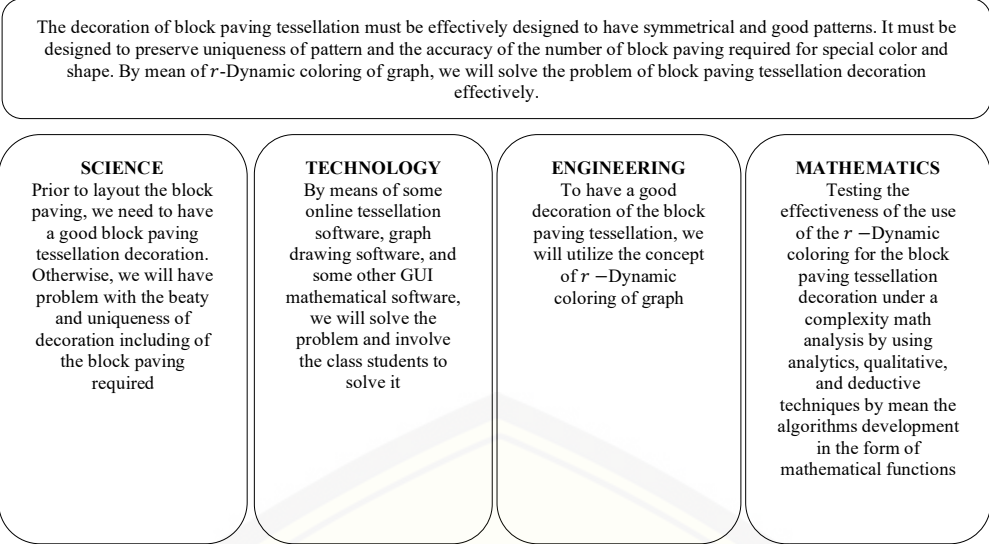 The decoration of block paving tessellation must be effectively designed to have symmetrical and good patterns. It must be
designed to preserve uniqueness of pattern and the accuracy of the number of block paving required for special color and
shape. By mean of r-Dynamic coloring of graph, we will solve the problem of block paving tessellation decoration
effectively.
SCIENCE
Prior to layout the block
paving, we need to have
a good block paving
tessellation decoration.
Otherwise, we will have
problem with the beaty
and uniqueness of
decoration including of
the block paving
required
TECHNOLOGY
By means of some
online tessellation
software, graph
drawing software, and
some other GUI
mathematical software,
we will solve the
problem and involve
the class students to
solve it
ENGINEERING
To have a good
decoration of the block
paving tessellation, we
will utilize the concept
of r −Dynamic
coloring of graph
MATHEMATICS
Testing the
effectiveness of the use
of the r −Dynamic
coloring for the block
paving tessellation
decoration under a
complexity math
analysis by using
analytics, qualitative,
and deductive
techniques by mean the
algorithms development
in the form of
mathematical functions